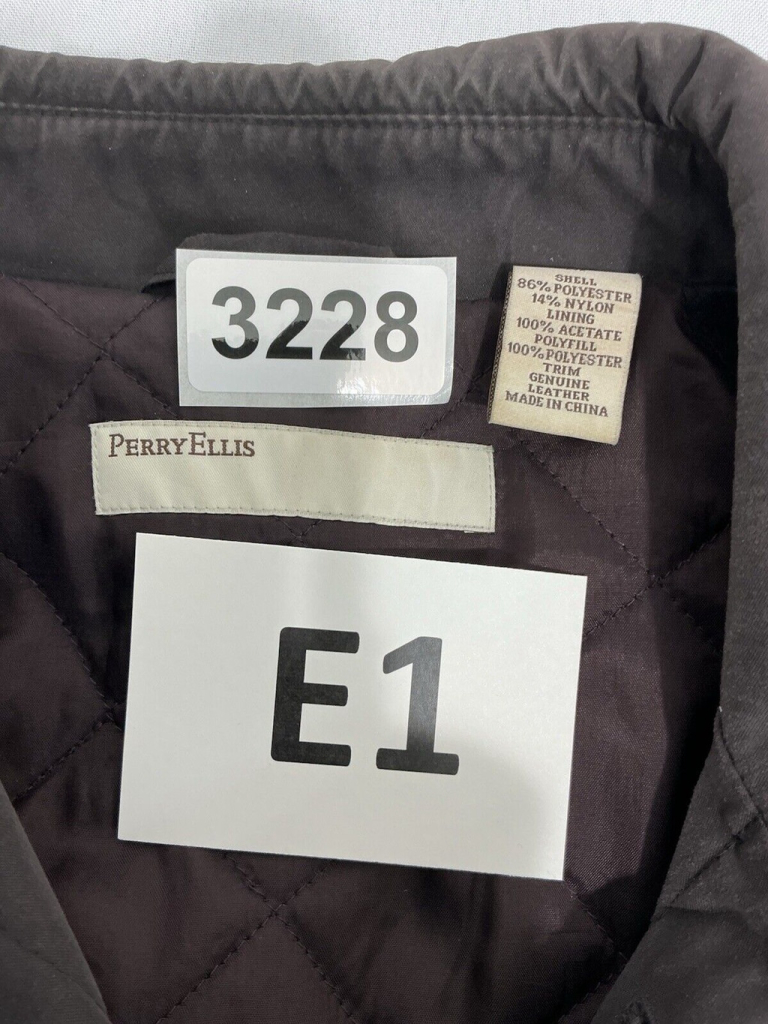 3228
SHELL
86% POLYESTER
14% NYLON
LINING
100% ACETATE
POLYFILL
100% POLYESTER
TRIM
GENUINE
LEATHER
MADE IN CHINA
PERRY ELLIS
E1